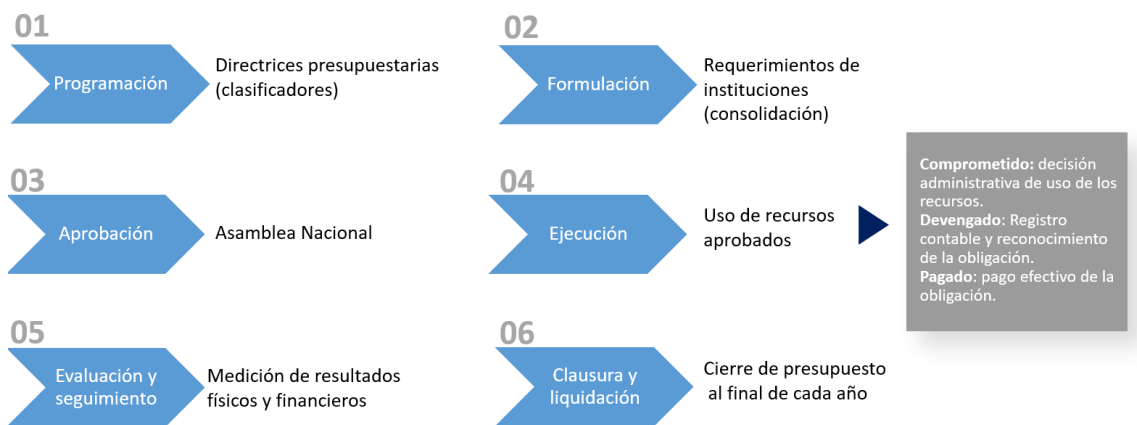 01
Programación
Directrices presupuestarias
(clasificadores)
02
Formulación
Requerimientos de
instituciones
(consolidación)
03
Aprobación
Asamblea Nacional
04
Ejecución
Uso de recursos
aprobados
Comprometido: decisión
administrativa de uso de los
recursos.
Devengado: Registro
contable y reconocimiento
de la obligación.
Pagado: pago efectivo de la
obligación.
05
Evaluación y
seguimiento
Medición de resultados
físicos y financieros
06
Clausura y
liquidación
Cierre de presupuesto
al final de cada año